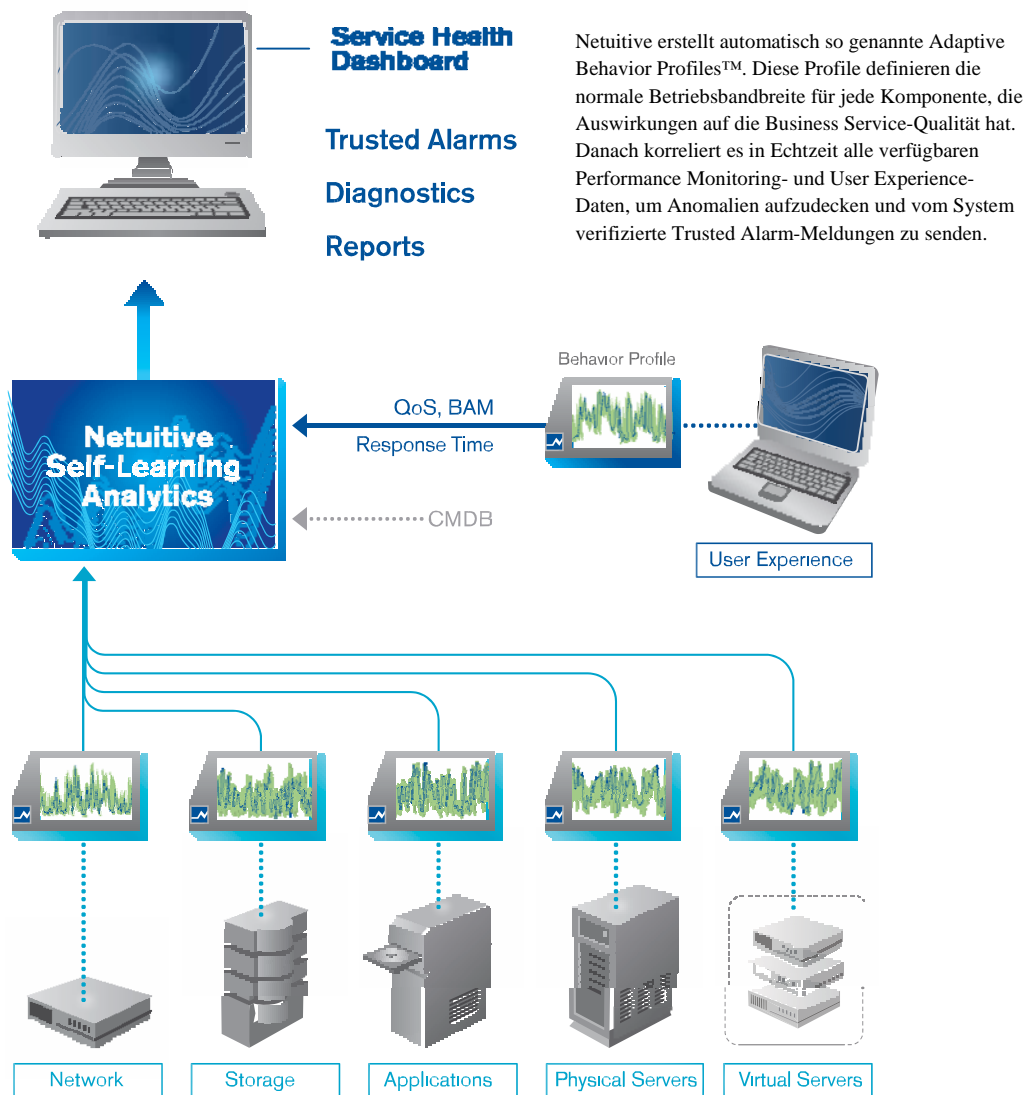 Service Health
Dashboard
Trusted Alarms
Diagnostics
Reports
Netuitive erstellt automatisch so genannte Adaptive
Behavior Profiles™. Diese Profile definieren die
normale Betriebsbandbreite für jede Komponente, die
Auswirkungen auf die Business Service-Qualität hat.
Danach korreliert es in Echtzeit alle verfügbaren
Performance Monitoring- und User Experience-
Daten, um Anomalien aufzudecken und vom System
verifizierte Trusted Alarm-Meldungen zu senden.
Behavior Profile
QoS, BAM
Response Time
Netuitive
Self-Learning
Analytics
CMDB
User Experience
Network
Storage
Applications
Physical Servers
Virtual Servers